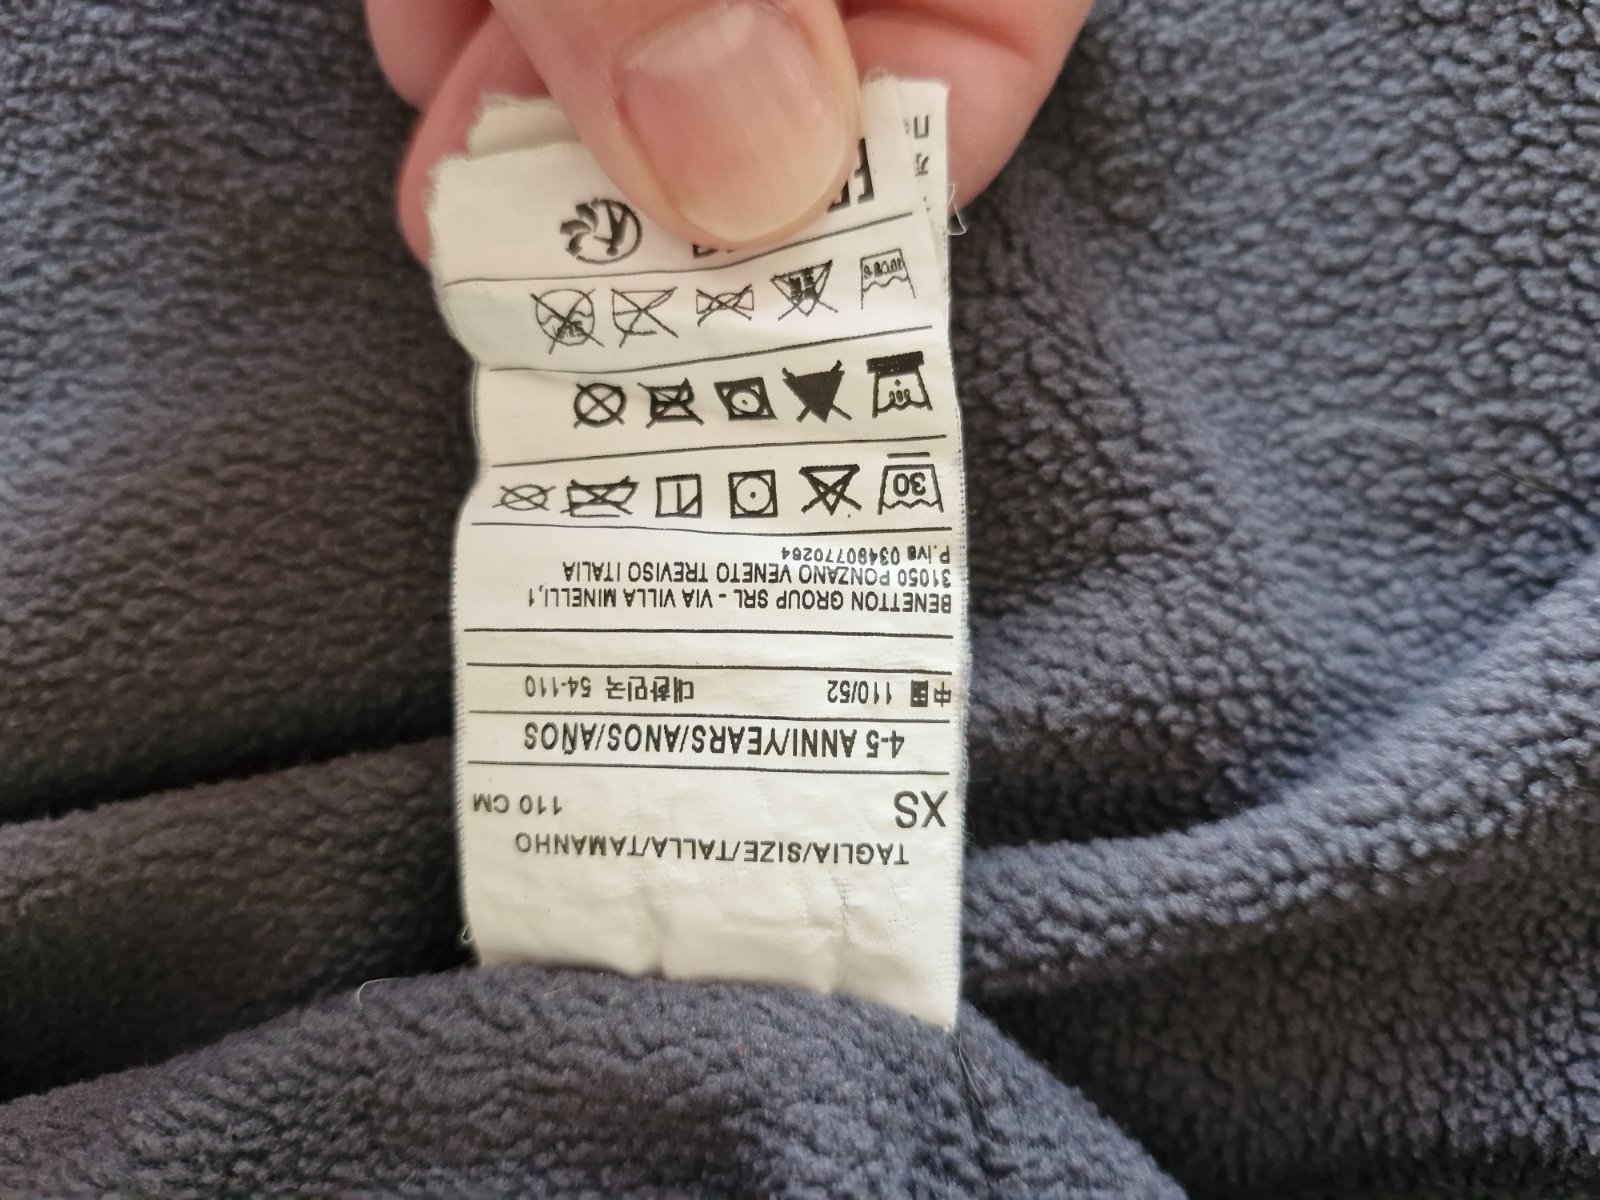 TAGLIA/SIZE/TALLA/TAMANHO
XS 110 CM
4-5 ANNI/YEARS/ANOS/AÑOS
中国 110/52 대한민국 54-110
BENETTON GROUP SRL - VIA VILLA MINELLI,1
31050 PONZANO VENETO TREVISO ITALIA
P.iva 03490770264
30